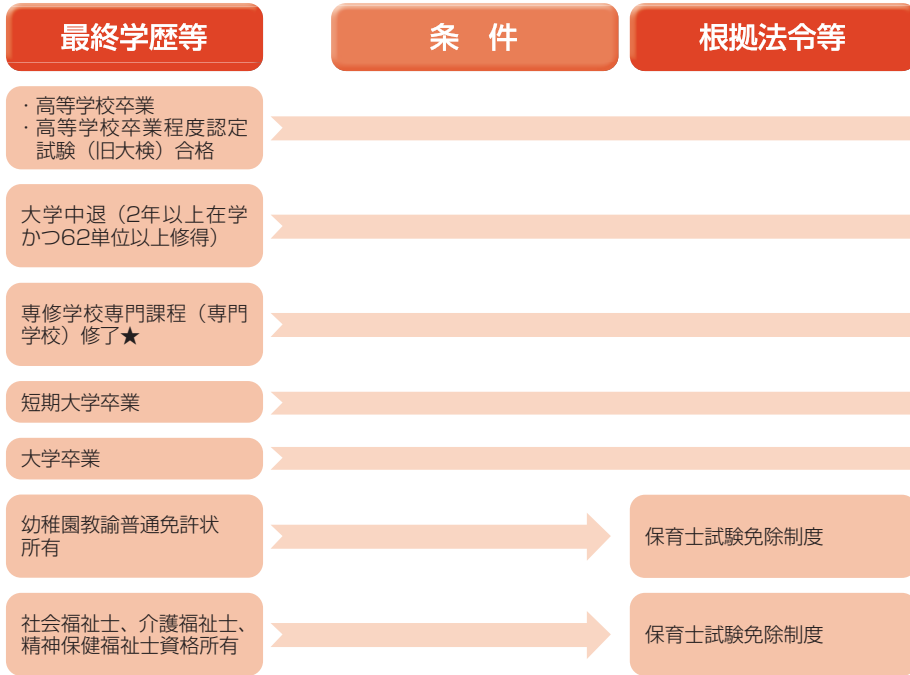 最終学歴等
条 件
根拠法令等
・高等学校卒業
・高等学校卒業程度認定
試験（旧大検）合格
大学中退（2年以上在学
かつ62単位以上修得）
専修学校専門課程（専門
学校）修了★
短期大学卒業
大学卒業
幼稚園教諭普通免許状
所有
保育士試験免除制度
社会福祉士、介護福祉士、
精神保健福祉士資格所有
保育士試験免除制度